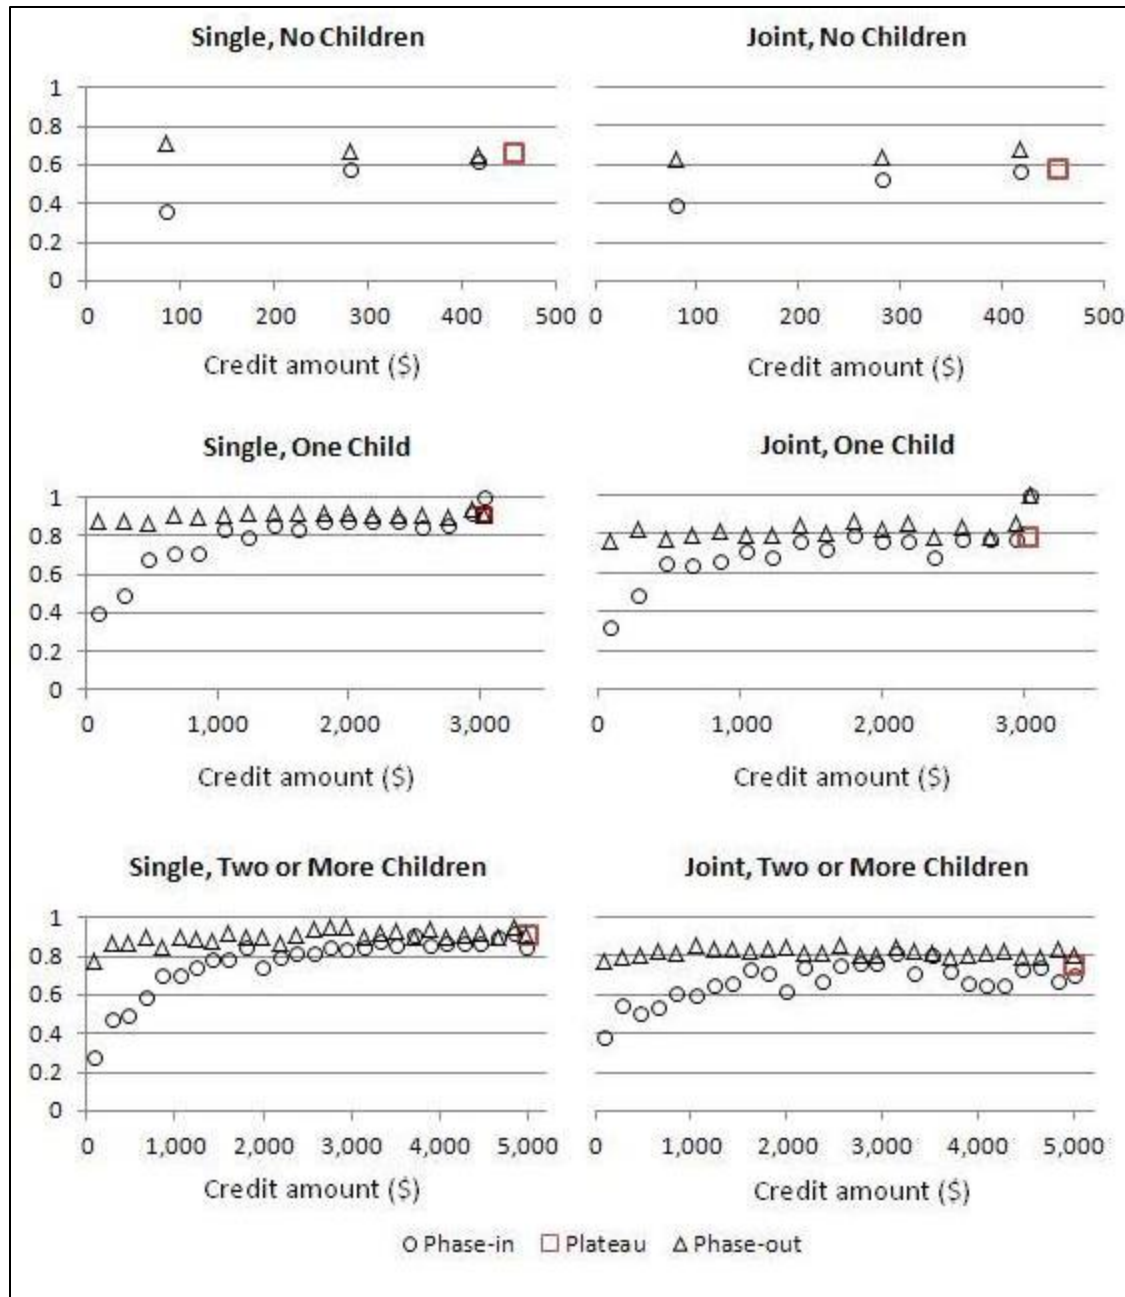 Single, No Children
Joint, No Children
1
0.8
0.6
0.4
0.2
0
0 100 200 300 400 500
0 100 200 300 400 500
Credit amount ($)
Credit amount ($)
Single, One Child
Joint, One Child
1
0.8
0.6
0.4
0.2
0
0 1,000 2,000 3,000
0 1,000 2,000 3,000
Credit amount ($)
Credit amount ($)
Single, Two or More Children
Joint, Two or More Children
1
0.8
0.6
0.4
0.2
0
0 1,000 2,000 3,000 4,000 5,000
0 1,000 2,000 3,000 4,000 5,000
Credit amount ($)
Credit amount ($)
Phase-in Plateau Phase-out